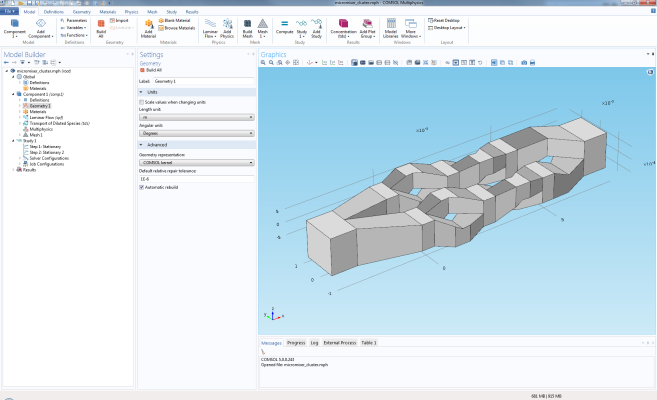 micromixer_cluster.mph - COMSOL Multiphysics
File Model Definitions Geometry Materials Physics Mesh Study Results
Component 1 Add Component Parameters Variables Functions Build All Import Add Material Blank Material Browse Materials Laminar Flow Add Physics Build Mesh Mesh 1 Compute Study 1 Add Study Concentration (tds) Add Plot Group Model Libraries More Windows Reset Desktop Desktop Layout
Model Definitions Geometry Materials Physics Mesh Study Results Windows Layout
Model Builder
micromixer_cluster.mph (root)
Global
Definitions
Materials
Component 1 (comp1)
Definitions
Geometry 1
Materials
Laminar Flow (spf)
Transport of Diluted Species (tds)
Multiphysics
Mesh 1
Study 1
Step 1: Stationary
Step 2: Stationary 2
Solver Configurations
Job Configurations
Results
Settings
Geometry
Build All
Label: Geometry 1
Units
Scale values when changing units
Length unit:
m
Angular unit:
Degrees
Advanced
Geometry representation:
COMSOL kernel
Default relative repair tolerance:
1E-6
Automatic rebuild
Graphics
5
0
-5
1
0
-1
0
5
y z x
Messages Progress Log External Process Table 1
COMSOL 5.0.0.243
Opened file: micromixer_cluster.mph
681 MB | 815 MB